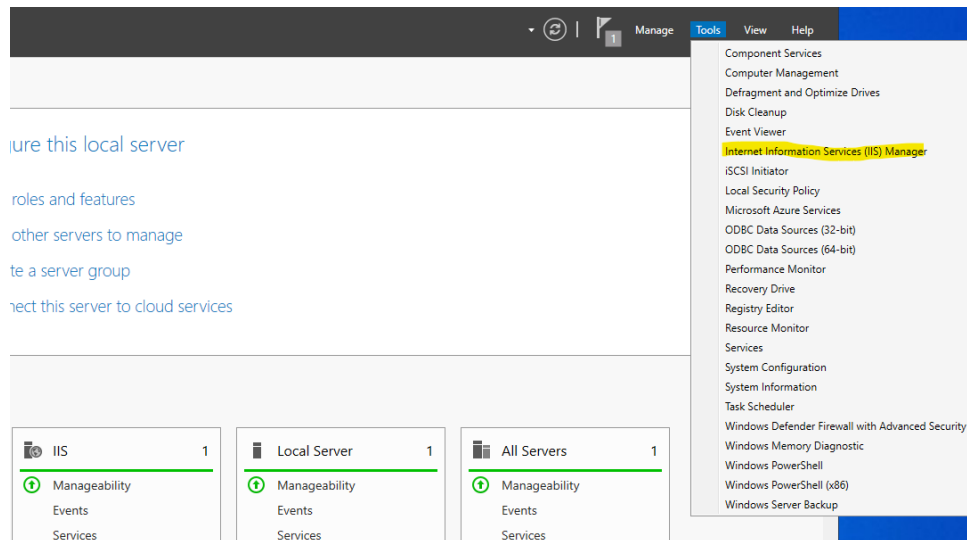 1
Manage
Tools
View
Help
Component Services
Computer Management
Defragment and Optimize Drives
Disk Cleanup
Event Viewer
Internet Information Services (IIS) Manager
iSCSI Initiator
Local Security Policy
Microsoft Azure Services
ODBC Data Sources (32-bit)
ODBC Data Sources (64-bit)
Performance Monitor
Recovery Drive
Registry Editor
Resource Monitor
Services
System Configuration
System Information
Task Scheduler
Windows Defender Firewall with Advanced Security
Windows Memory Diagnostic
Windows PowerShell
Windows PowerShell (x86)
Windows Server Backup
ure this local server
roles and features
other servers to manage
te a server group
nect this server to cloud services
IIS 1
Manageability
Events
Services
Local Server 1
Manageability
Events
Services
All Servers 1
Manageability
Events
Services